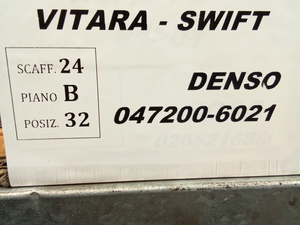 VITARA - SWIFT
SCAFF. 24
PIANO B
POSIZ. 32
DENSO
047200-6021